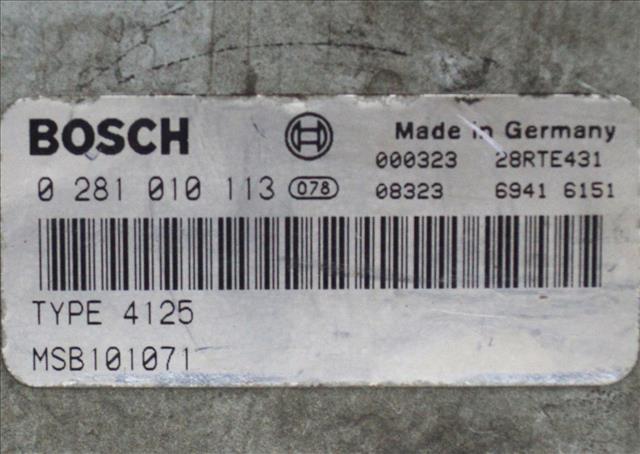 BOSCH
Made in Germany
000323 28RTE431
0 281 010 113 078 08323 6941 6151
TYPE 4125
MSB101071